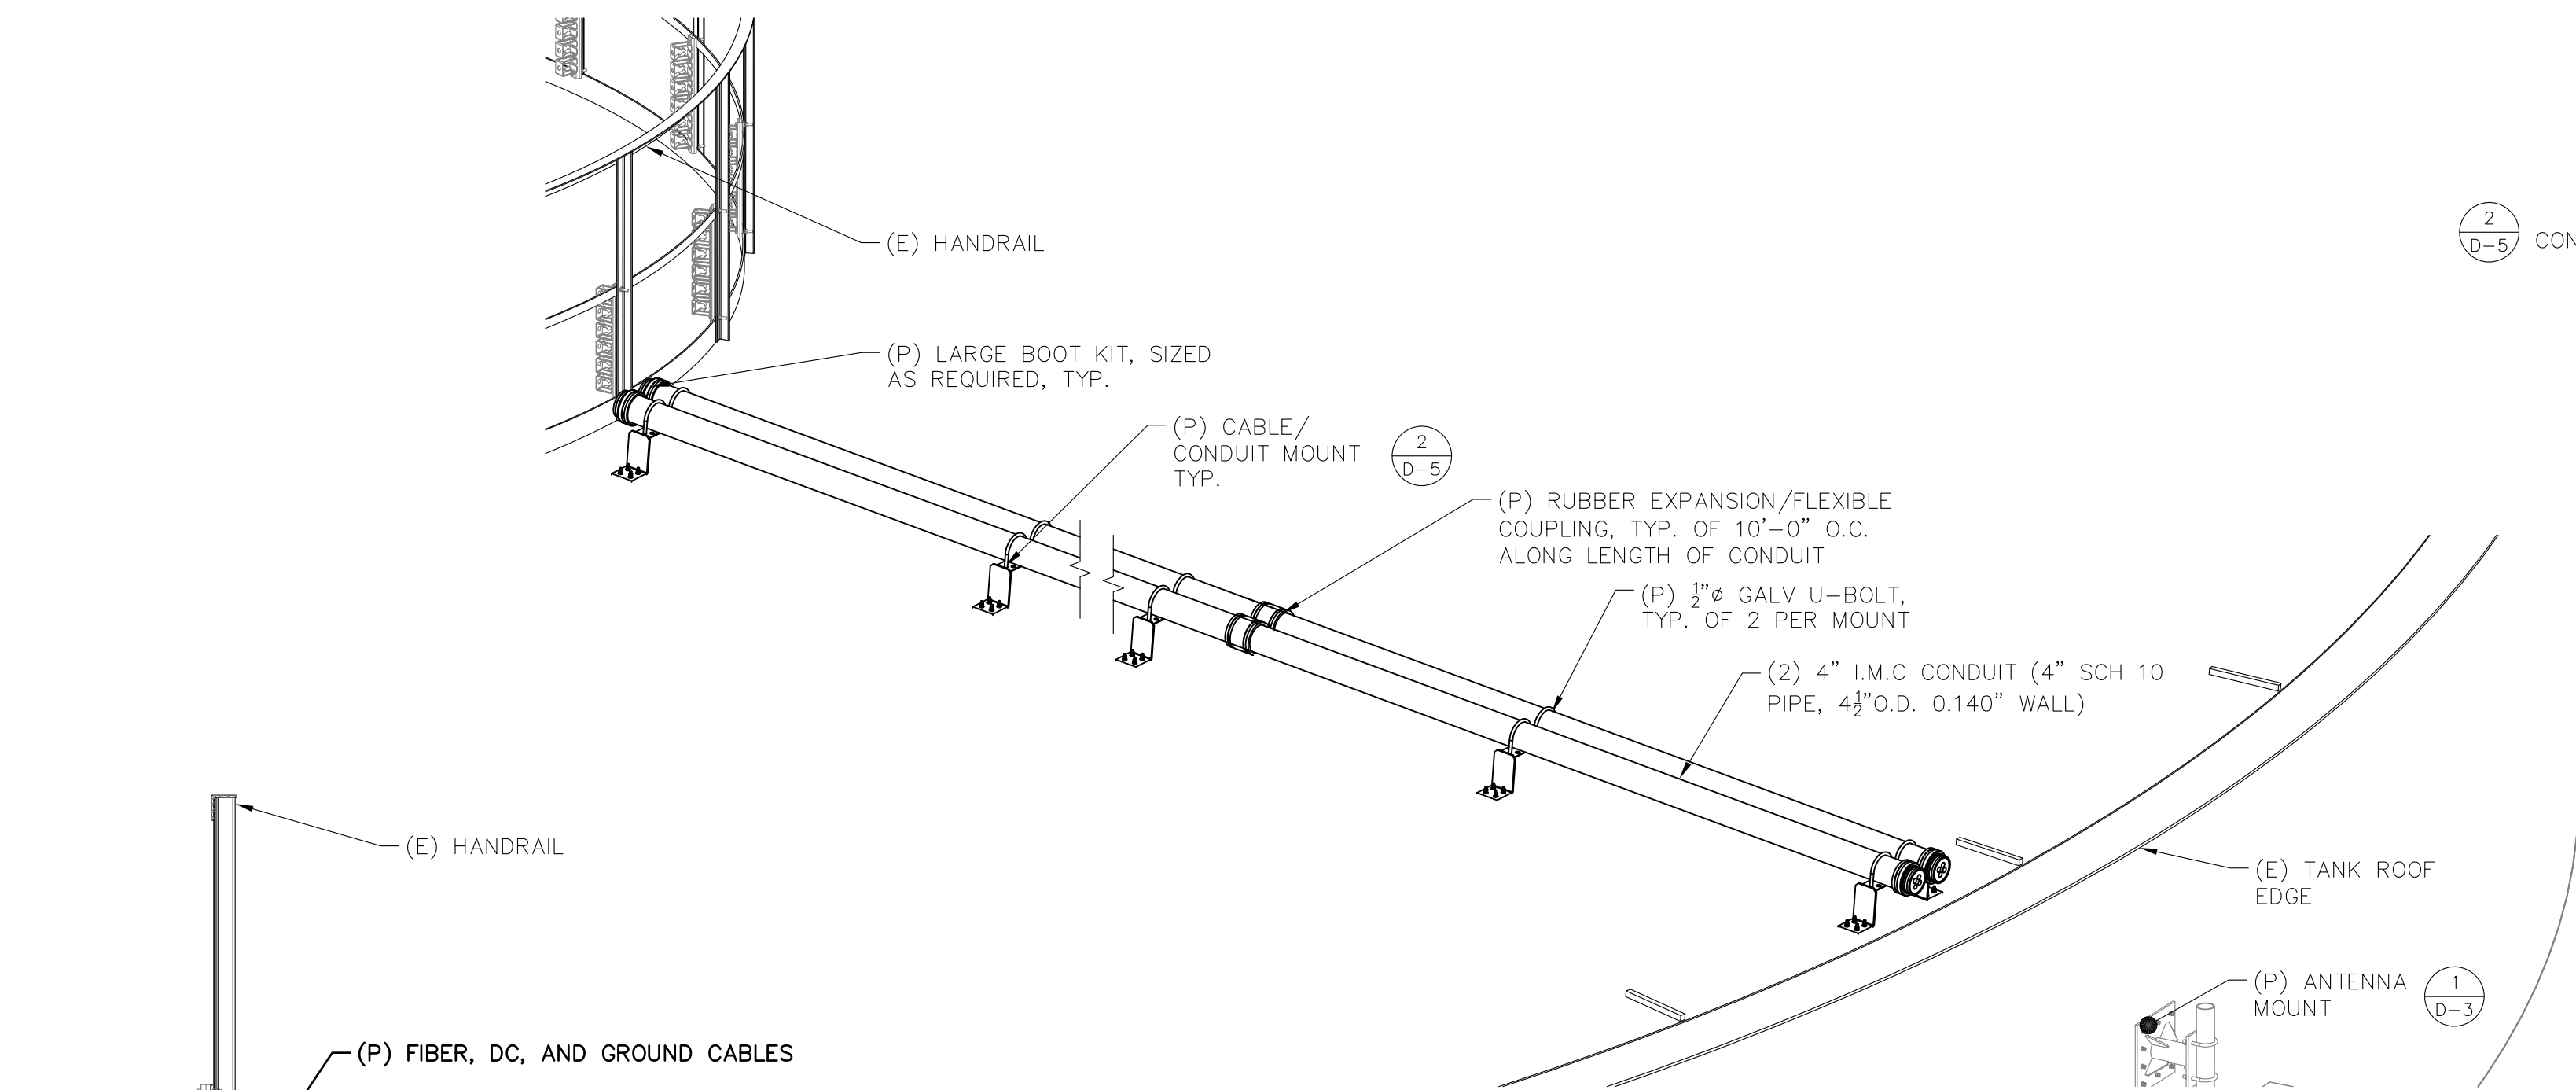 (E) HANDRAIL
2
D-5
CON
(P) LARGE BOOT KIT, SIZED
AS REQUIRED, TYP.
(P) CABLE/
CONDUIT MOUNT
TYP.
2
D-5
(P) RUBBER EXPANSION/FLEXIBLE
COUPLING, TYP. OF 10'-0" O.C.
ALONG LENGTH OF CONDUIT
(P) ½"ø GALV U-BOLT,
TYP. OF 2 PER MOUNT
(2) 4" I.M.C CONDUIT (4" SCH 10
PIPE, 4½"O.D. 0.140" WALL)
(E) HANDRAIL
(E) TANK ROOF
EDGE
(P) ANTENNA
MOUNT
1
D-3
(P) FIBER, DC, AND GROUND CABLES